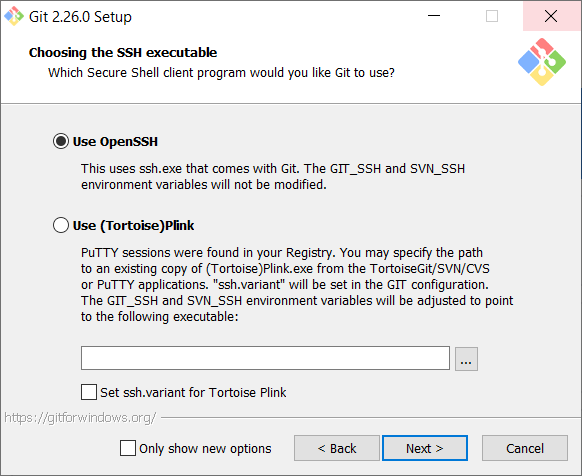 Git 2.26.0 Setup
Choosing the SSH executable
Which Secure Shell client program would you like Git to use?
Use OpenSSH
This uses ssh.exe that comes with Git. The GIT_SSH and SVN_SSH
environment variables will not be modified.
Use (Tortoise)Plink
PuTTY sessions were found in your Registry. You may specify the path
to an existing copy of (Tortoise)Plink.exe from the TortoiseGit/SVN/CVS
or PuTTY applications. "ssh.variant" will be set in the GIT configuration.
The GIT_SSH and SVN_SSH environment variables will be adjusted to point
to the following executable:
...
Set ssh.variant for Tortoise Plink
https://gitforwindows.org/
Only show new options
< Back
Next >
Cancel